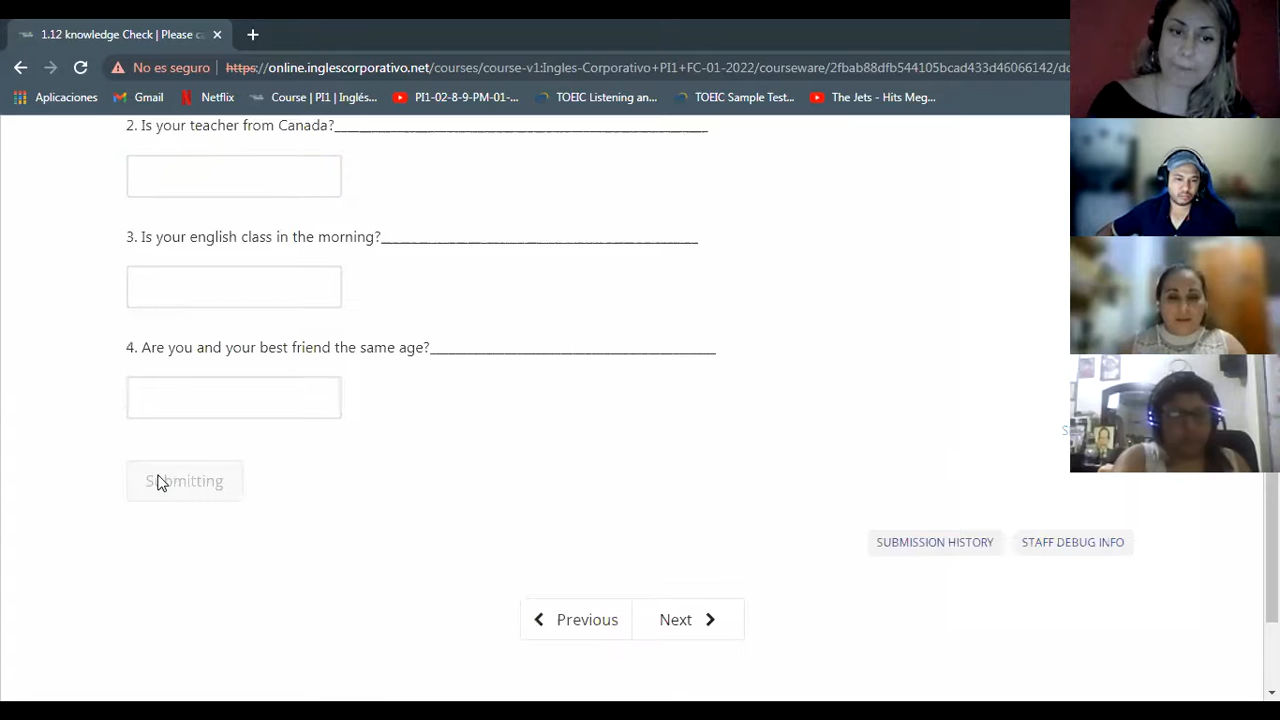 1.12 knowledge Check | Please ca
No es seguro | https://online.inglescorporativo.net/courses/course-v1:Ingles-Corporativo+PI1+FC-01-2022/courseware/2fbab88dfb544105bcad433d46066142/dc
Aplicaciones Gmail Netflix Course | PI1 | Inglés... PI1-02-8-9-PM-01-... TOEIC Listening an... TOEIC Sample Test... The Jets - Hits Meg...
2. Is your teacher from Canada?
3. Is your english class in the morning?
4. Are you and your best friend the same age?
Submitting
SUBMISSION HISTORY STAFF DEBUG INFO
Previous Next